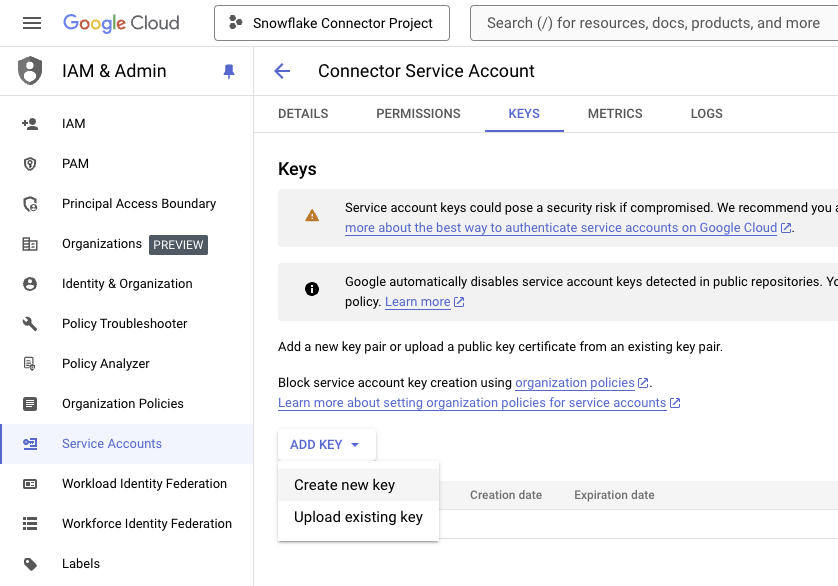 Google Cloud
Snowflake Connector Project
Search (/) for resources, docs, products, and more
IAM & Admin
Connector Service Account
IAM
PAM
Principal Access Boundary
Organizations PREVIEW
Identity & Organization
Policy Troubleshooter
Policy Analyzer
Organization Policies
Service Accounts
Workload Identity Federation
Workforce Identity Federation
Labels
DETAILS PERMISSIONS KEYS METRICS LOGS
Keys
Service account keys could pose a security risk if compromised. We recommend you
more about the best way to authenticate service accounts on Google Cloud.
Google automatically disables service account keys detected in public repositories.
policy. Learn more
Add a new key pair or upload a public key certificate from an existing key pair.
Block service account key creation using organization policies.
Learn more about setting organization policies for service accounts
ADD KEY
Create new key
Upload existing key
Creation date Expiration date